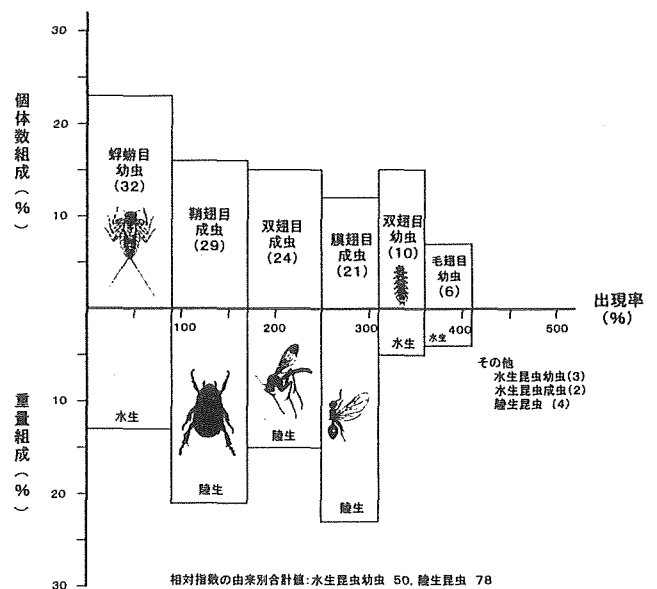 30
20
10
個体数組成(%)
蜉蝣目
幼虫
(32)
鞘翅目
成虫
(29)
双翅目
成虫
(24)
膜翅目
成虫
(21)
双翅目
幼虫
(10)
毛翅目
幼虫
(6)
出現率
(%)
100
200
300
400
500
水生
陸生
陸生
陸生
水生
水生
その他
水生昆虫幼虫(3)
水生昆虫成虫(2)
陸生昆虫 (4)
10
20
30
重量組成(%)
相対指数の由来別合計値:水生昆虫幼虫 50, 陸生昆虫 78